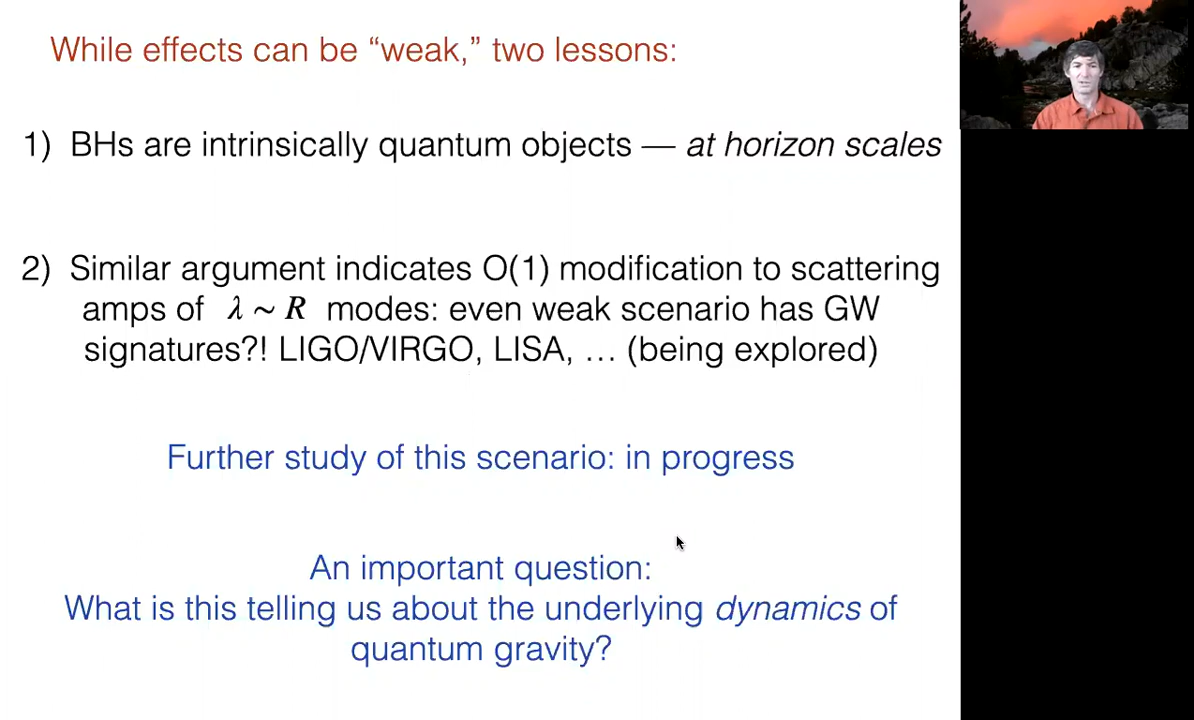 While effects can be “weak,” two lessons:
1) BHs are intrinsically quantum objects — at horizon scales
2) Similar argument indicates O(1) modification to scattering
amps of λ ~ R modes: even weak scenario has GW
signatures?! LIGO/VIRGO, LISA, … (being explored)
Further study of this scenario: in progress
An important question:
What is this telling us about the underlying dynamics of
quantum gravity?